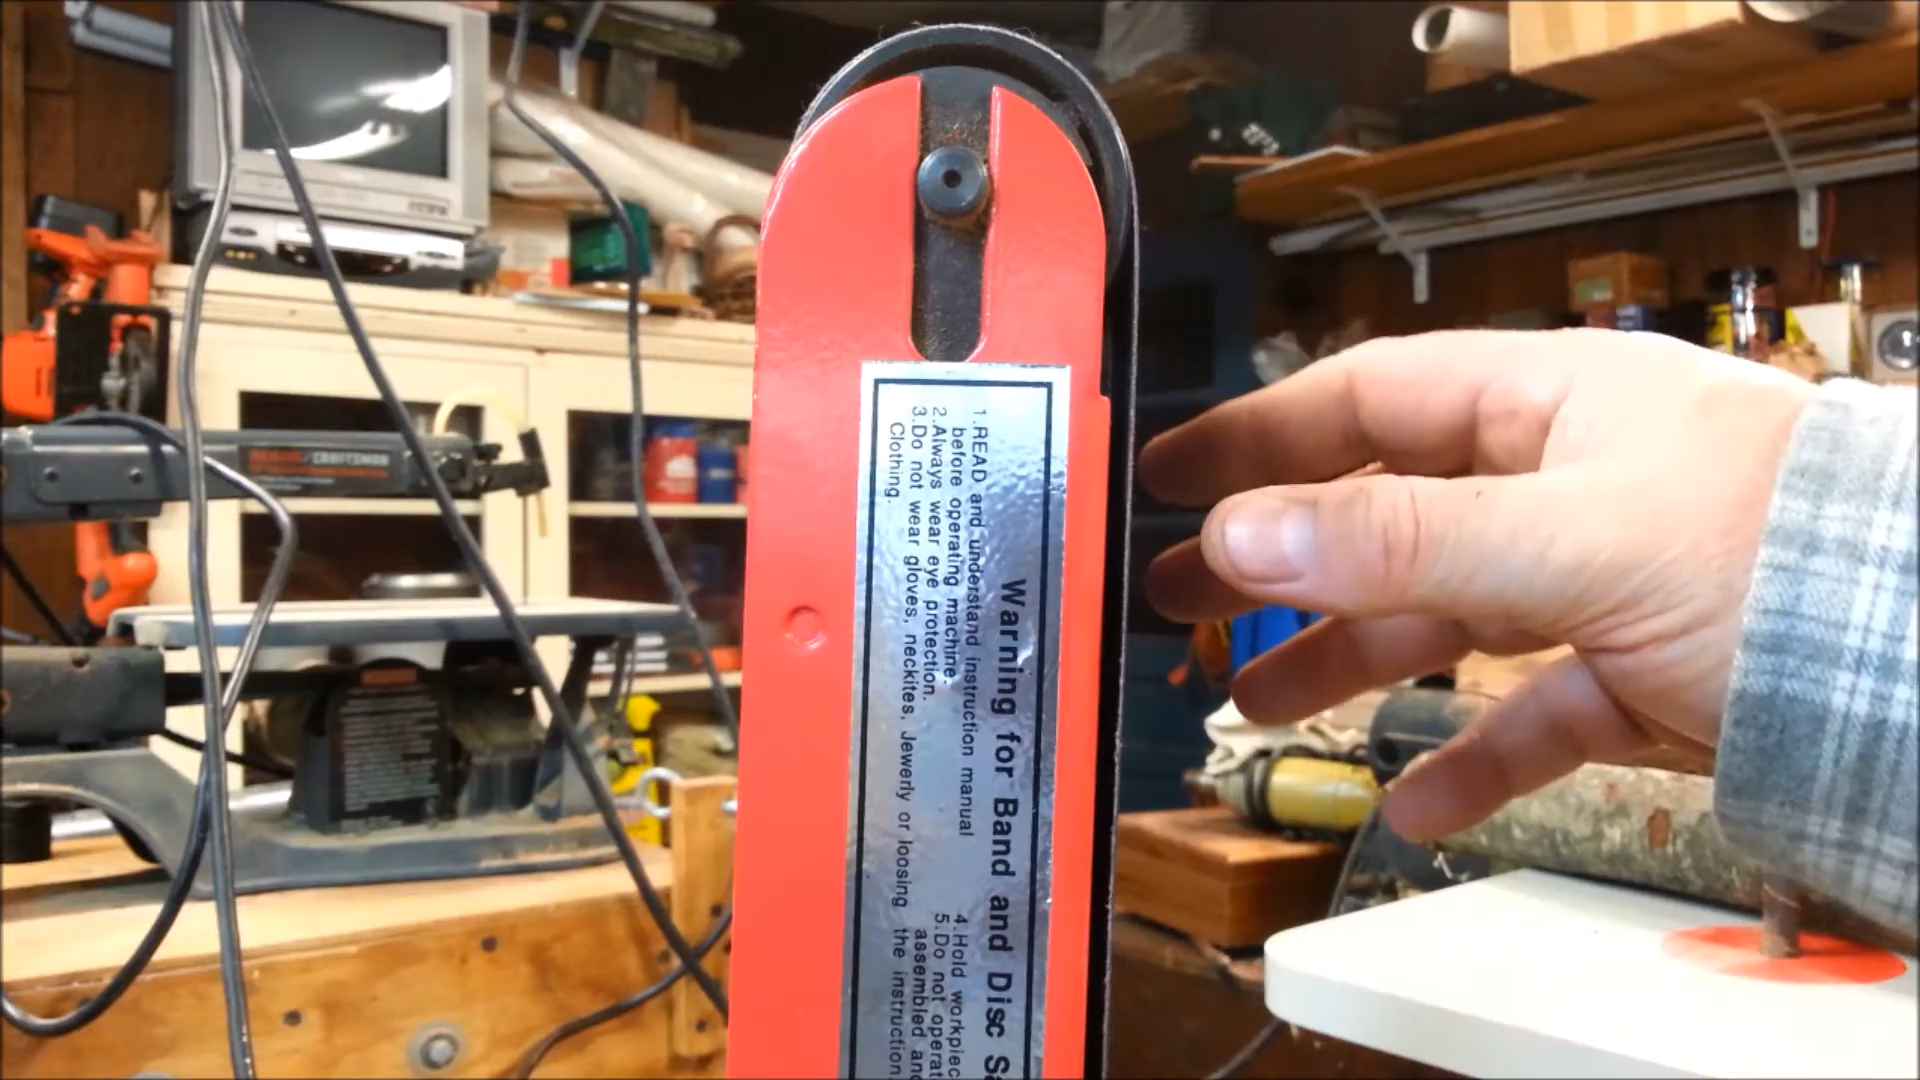 Warning for Band and Disc Sa
1.READ and understand instruction manual
before operating machine.
2.Always wear eye protection.
3.Do not wear gloves, neckites, Jewerly or loosing
Clothing.
4.Hold workpiec
5.Do not operat
assembled and
the instruction.
CRAFTSMAN